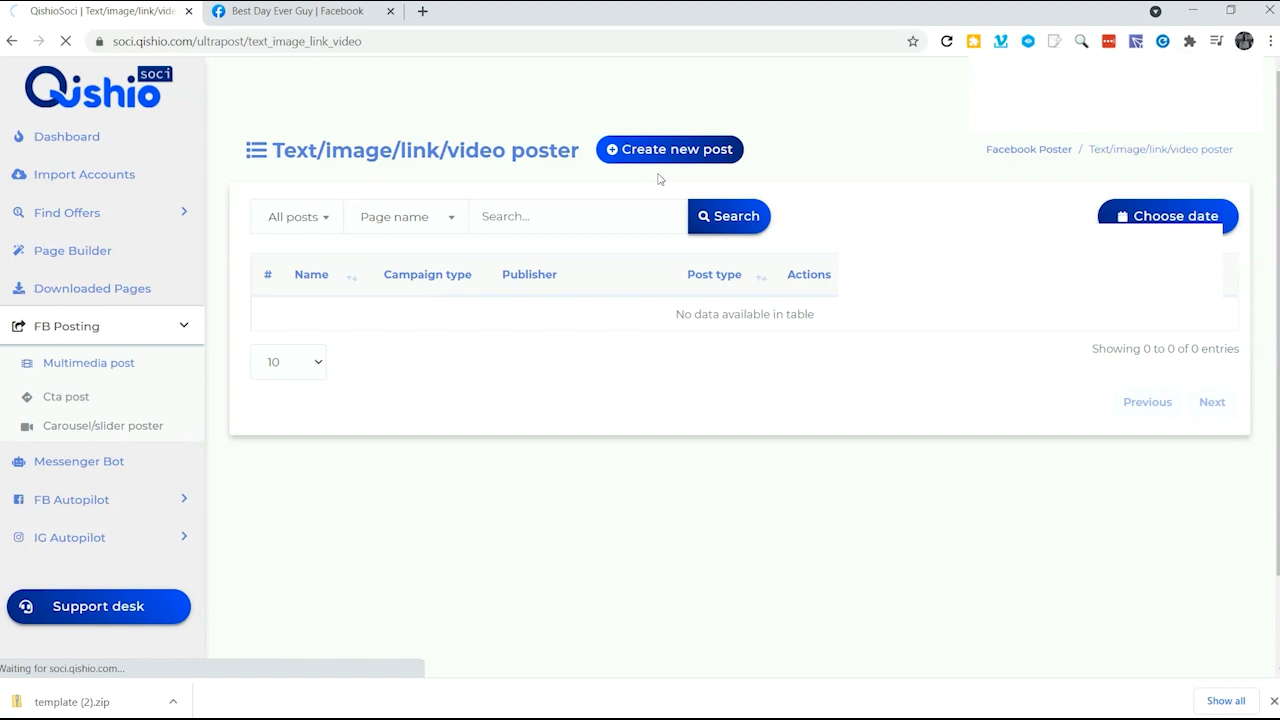 QishioSoci | Text/image/link/vide
Best Day Ever Guy | Facebook
soci.qishio.com/ultrapost/text_image_link_video
Qishio soci
Dashboard
Import Accounts
Find Offers
Page Builder
Downloaded Pages
FB Posting
Multimedia post
Cta post
Carousel/slider poster
Messenger Bot
FB Autopilot
IG Autopilot
Support desk
Text/image/link/video poster
Create new post
Facebook Poster / Text/image/link/video poster
All posts
Page name
Search...
Search
Choose date
# Name Campaign type Publisher Post type Actions
No data available in table
10
Showing 0 to 0 of 0 entries
Previous Next
Waiting for soci.qishio.com...
template (2).zip
Show all